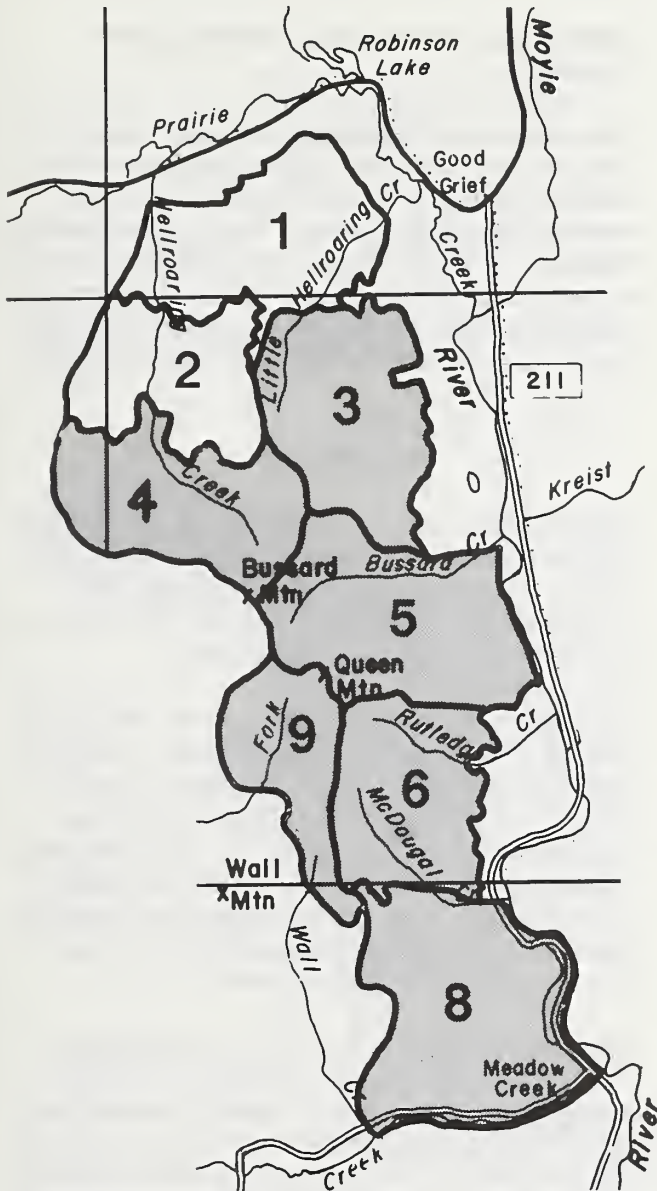 Robinson
Lake
Moyie
Prairie
Good
Grief
Cr
1
Hellroaring
Hellroaring
Creek
2
Little
3
River
211
4
Creek
Kreist
Cr
Bussard
Bussard
Mtn
5
Queen
Mtn
Fork
9
Rutledg
Cr
6
McDougal
Wall
Mtn
Wall
8
Meadow
Creek
Creek
River